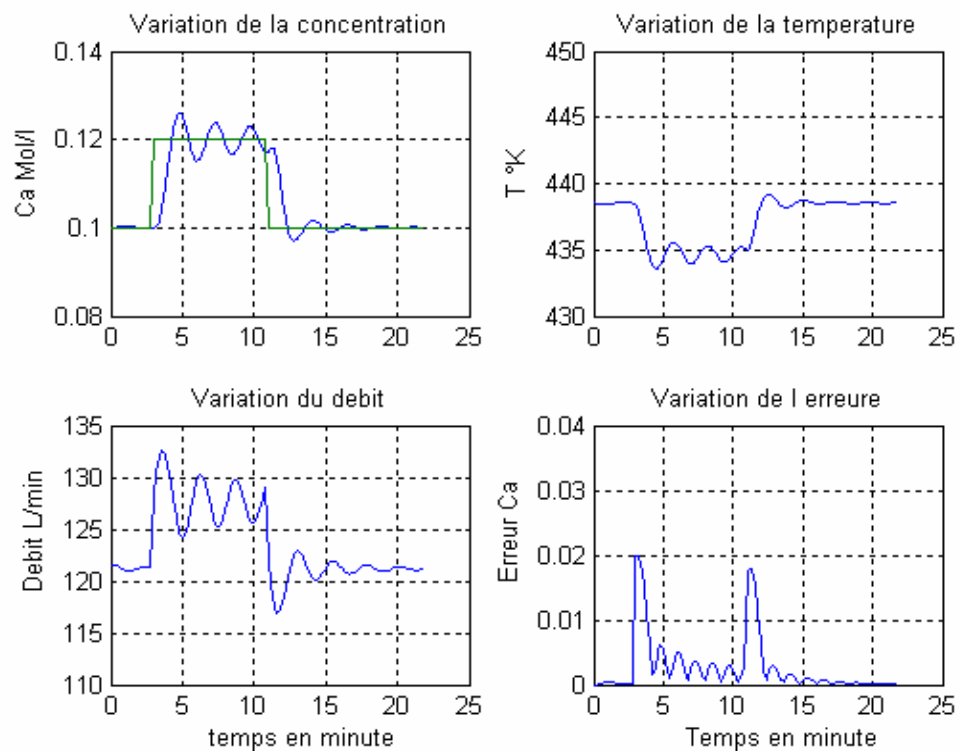 Variation de la concentration
0.14
0.12
0.1
0.08
Ca Mol/l
0 5 10 15 20 25
Variation de la temperature
450
445
440
435
430
T °K
0 5 10 15 20 25
Variation du debit
135
130
125
120
115
110
Debit L/min
0 5 10 15 20 25
temps en minute
Variation de l erreure
0.04
0.03
0.02
0.01
0
Erreur Ca
0 5 10 15 20 25
Temps en minute